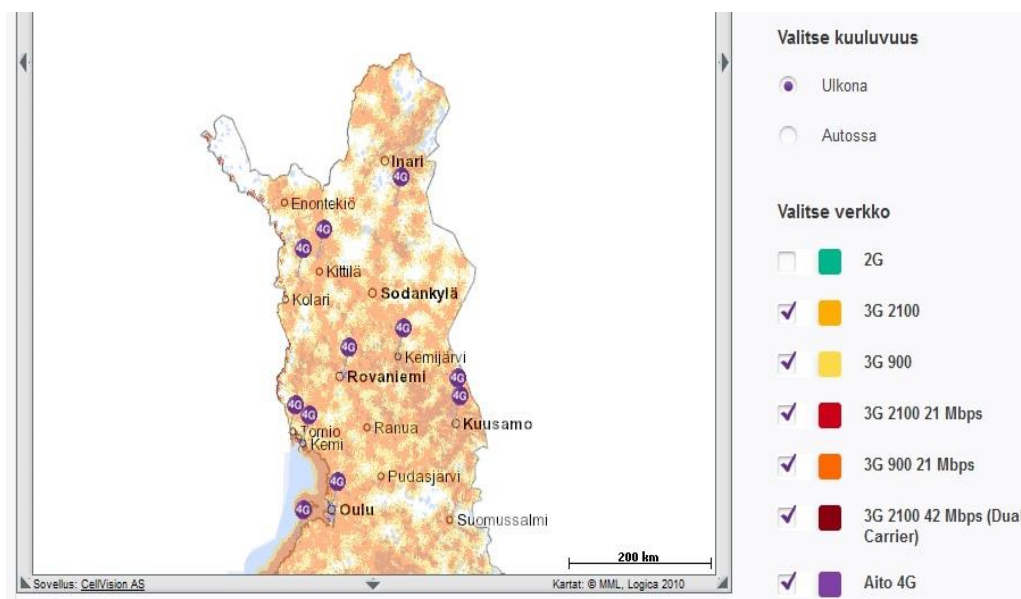 Inari
4G
Enontekiö
4G
4G
Kittilä
Sodankylä
Kolari
4G
4G
Kemijärvi
Rovaniemi
4G
4G
4G
4G
Kuusamo
Ranua
Tornio
Kemi
Pudasjärvi
4G
4G
Oulu
Suomussalmi
200 km
Sovellus: CellVision AS
Kartat: © MML, Logica 2010
Valitse kuuluvuus
Ulkona
Autossa
Valitse verkko
2G
3G 2100
3G 900
3G 2100 21 Mbps
3G 900 21 Mbps
3G 2100 42 Mbps (Dua
Carrier)
Aito 4G